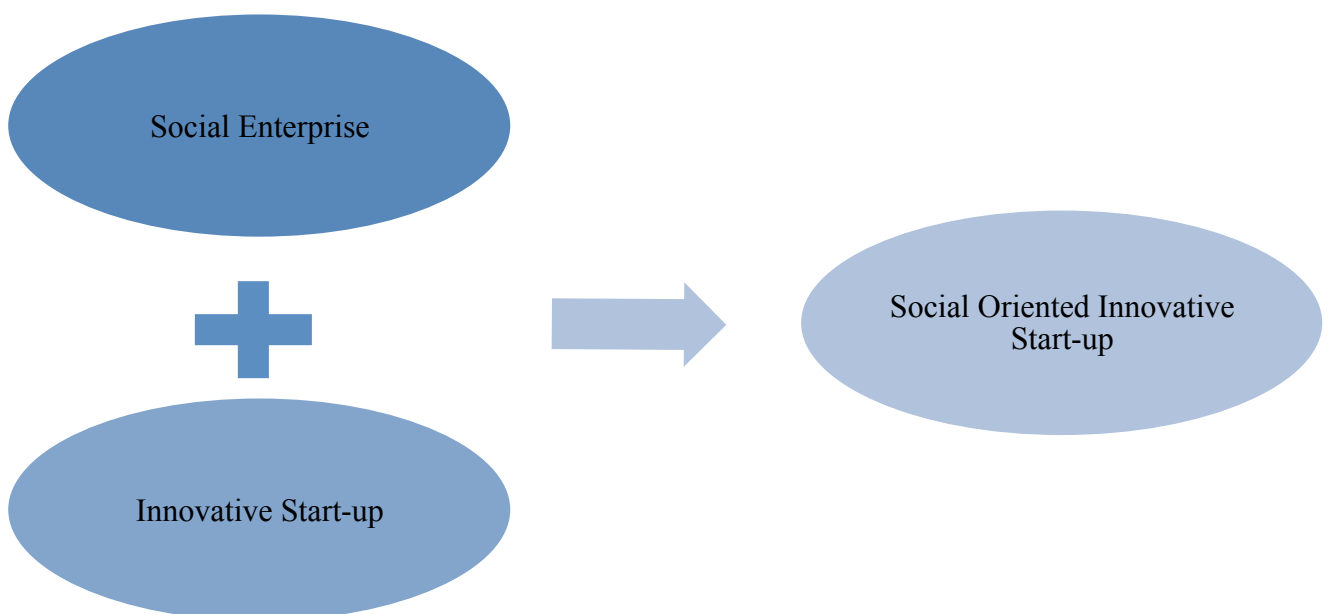 Social Enterprise
Innovative Start-up
Social Oriented Innovative
Start-up